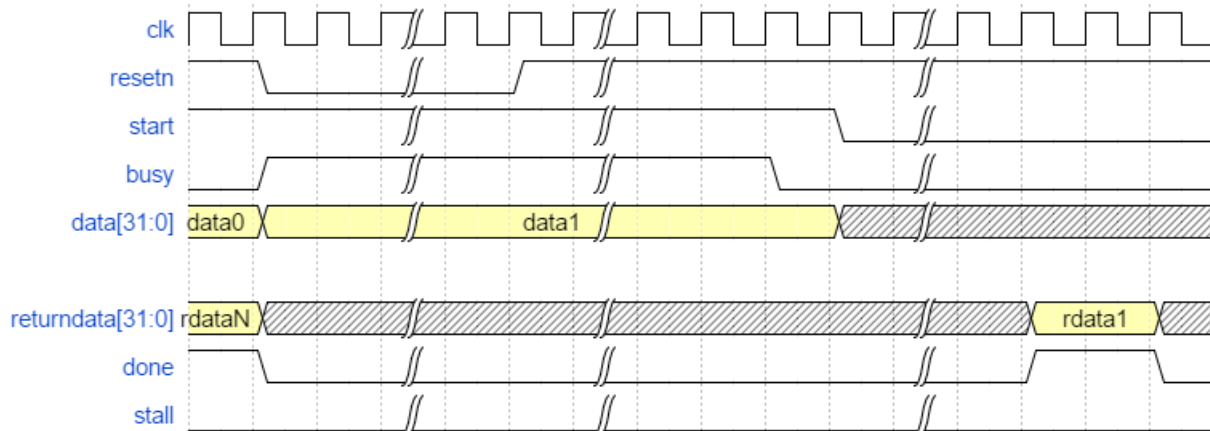 clk
resetn
start
busy
data[31:0] data0 data1
returndata[31:0] rdataN rdata1
done
stall